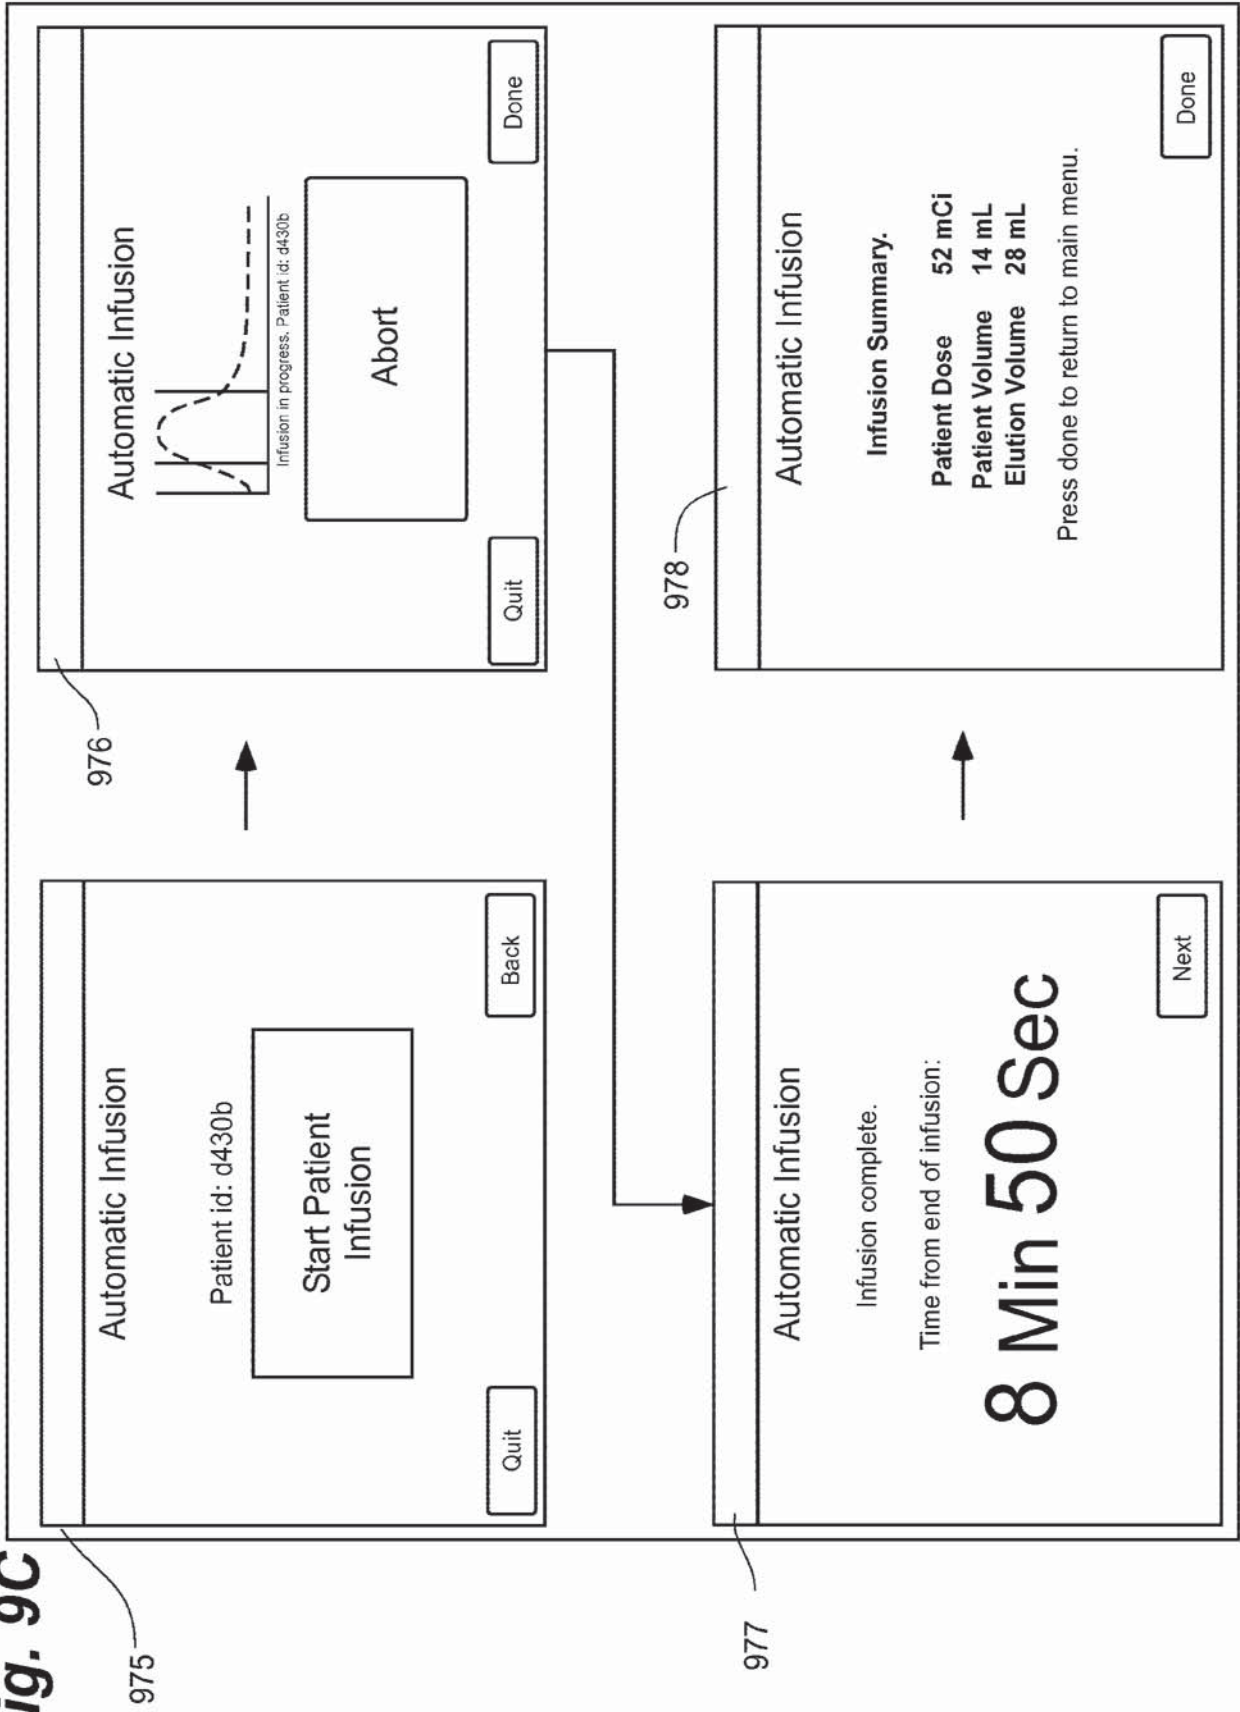 ig. 9C
975
Automatic Infusion
Patient id: d430b
Start Patient
Infusion
Quit
Back
976
Automatic Infusion
Infusion in progress. Patient id: d430b
Abort
Quit
Done
977
Automatic Infusion
Infusion complete.
Time from end of infusion:
8 Min 50 Sec
Next
978
Automatic Infusion
Infusion Summary.
Patient Dose 52 mCi
Patient Volume 14 mL
Elution Volume 28 mL
Press done to return to main menu.
Done